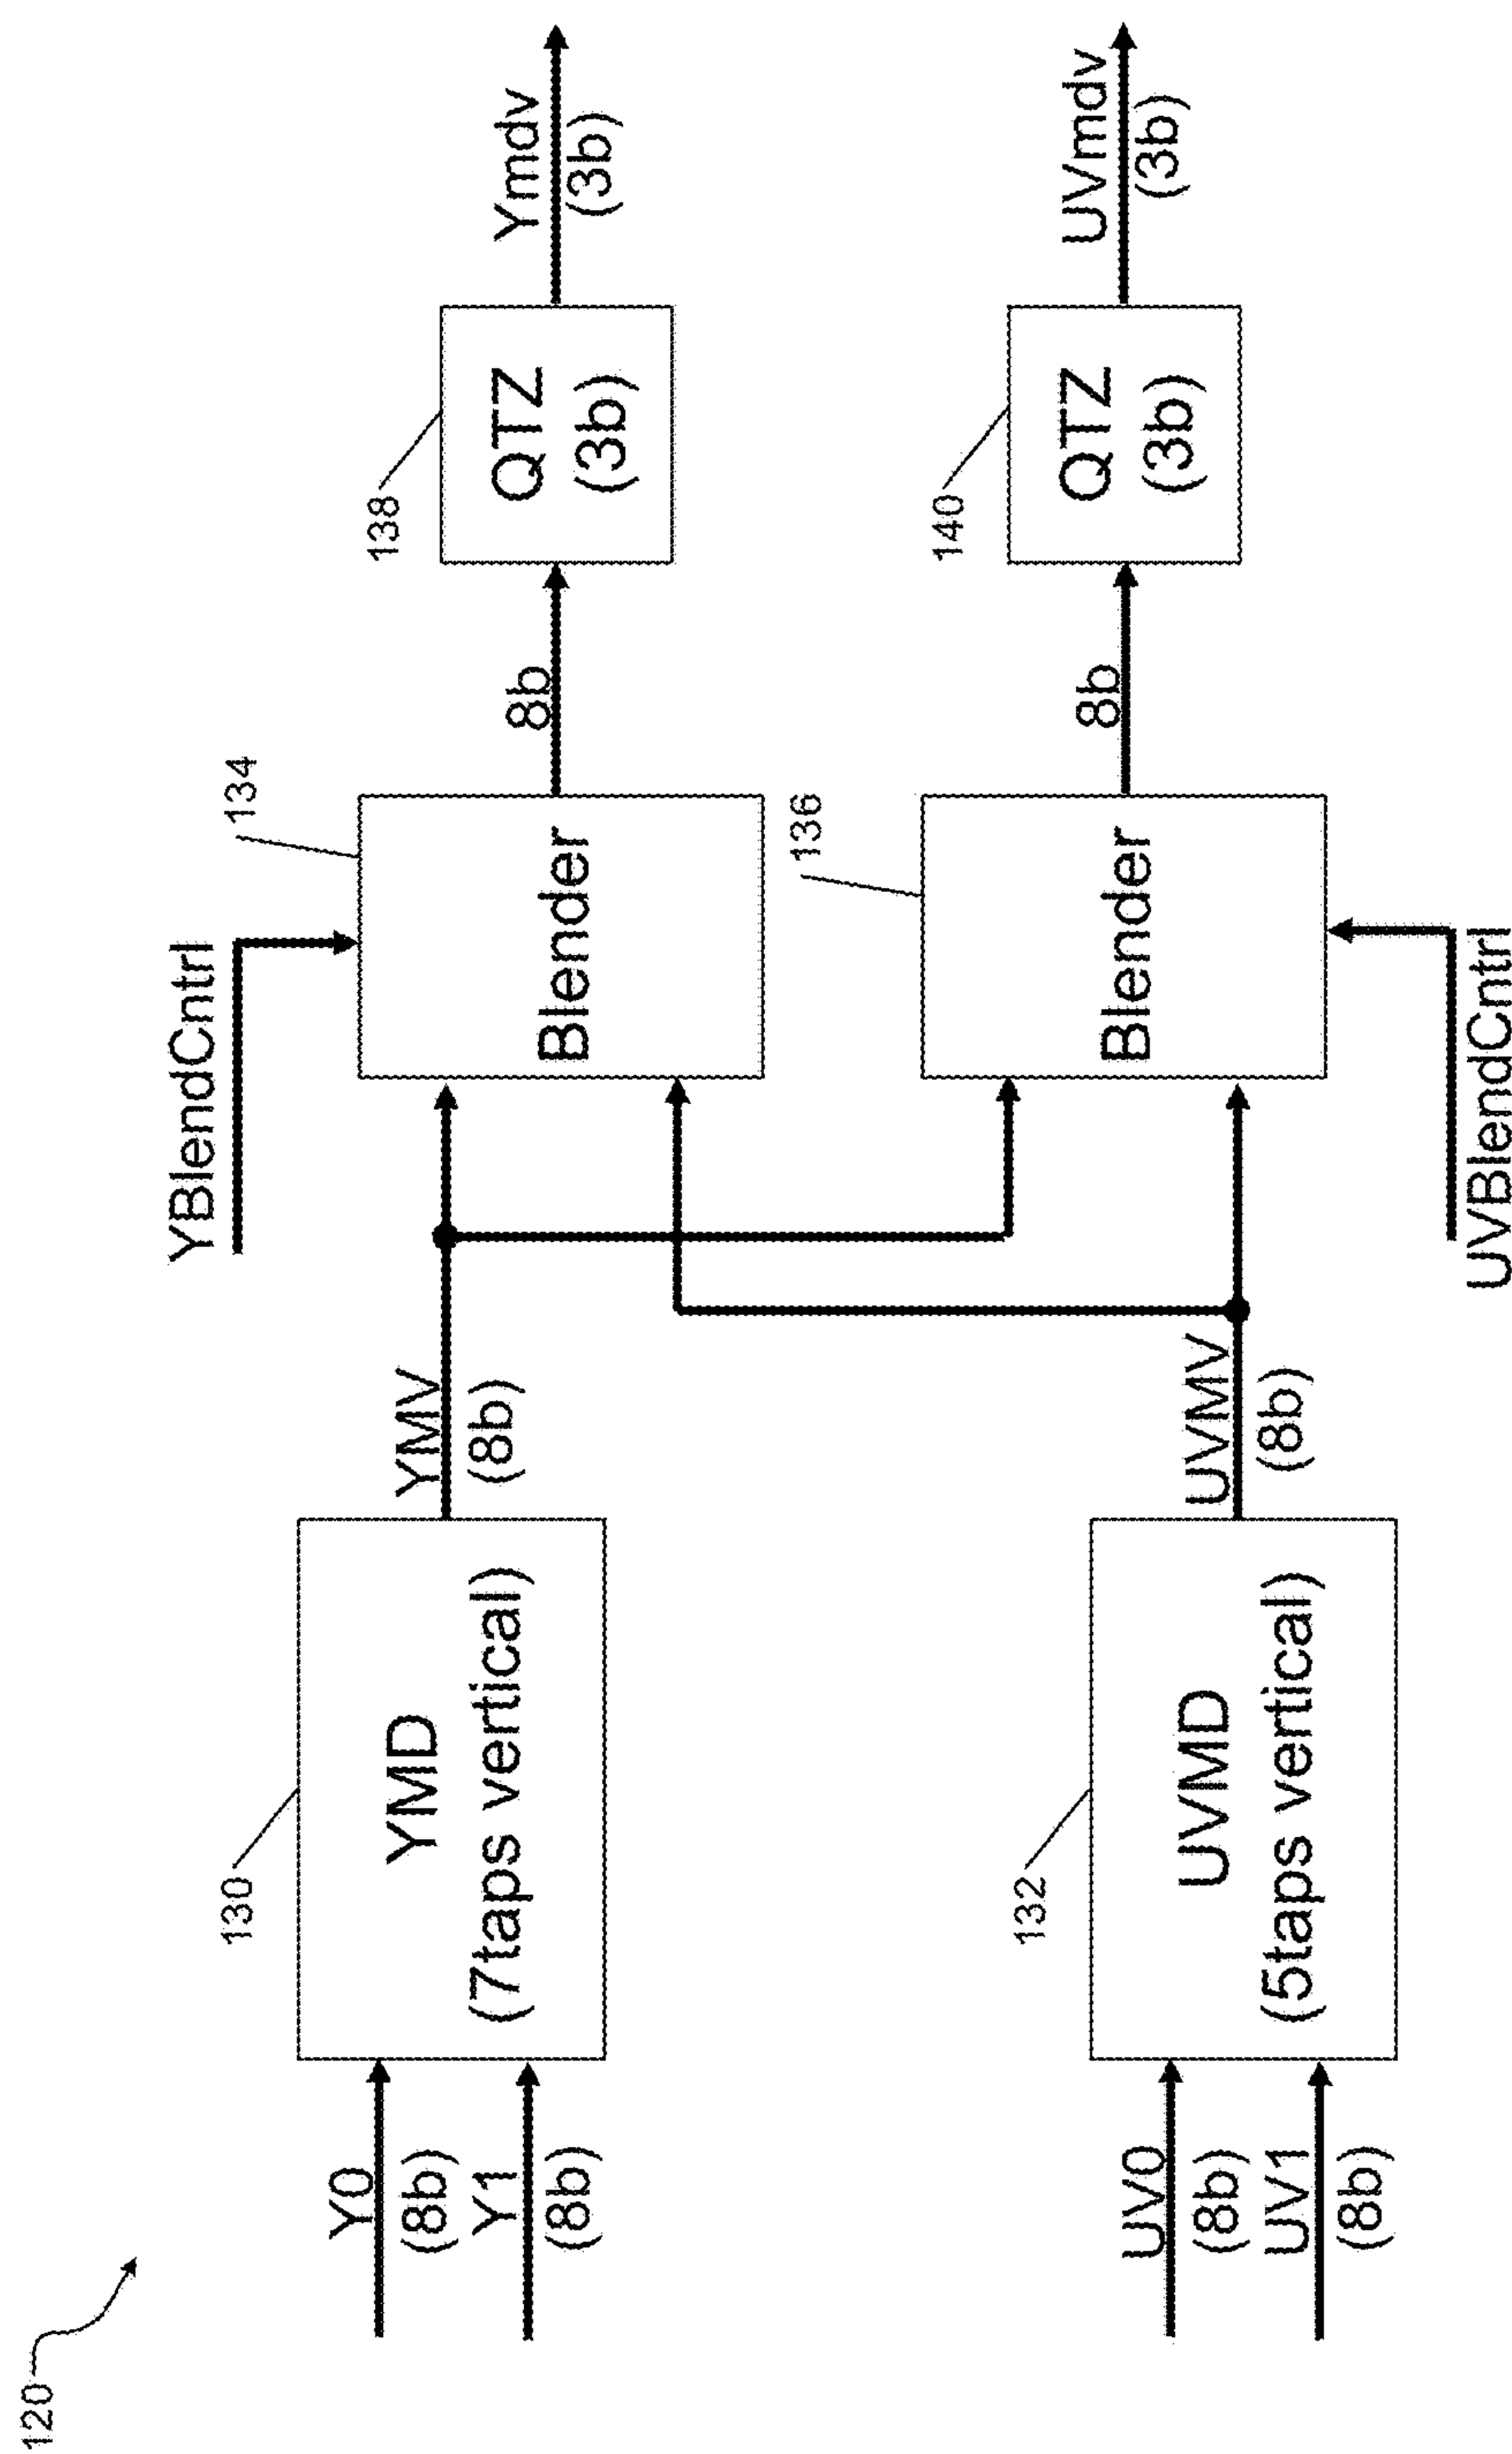 120
Y0
(8b)
Y1
(8b)
130
YMD
(7taps vertical)
YMV
(8b)
YBlendCntrl
134
Blender
8b
138
QTZ
(3b)
Ymdv
(3b)
UV0
(8b)
UV1
(8b)
132
UVMD
(5taps vertical)
UVMV
(8b)
136
Blender
UVBlendCntrl
8b
140
QTZ
(3b)
UVmdv
(3b)